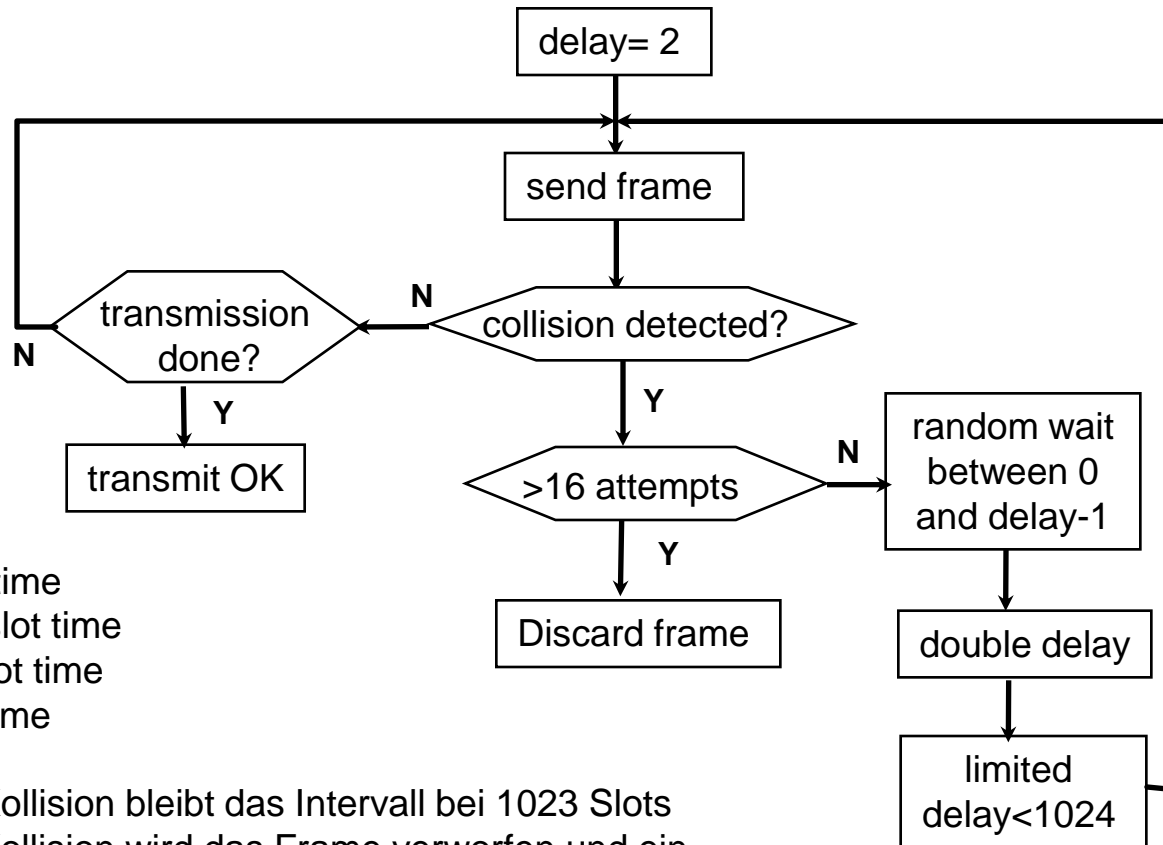 delay= 2
send frame
N
collision detected?
transmission
done?
N
Y
Y
transmit OK
>16 attempts
N
random wait
between 0
and delay-1
Y
Discard frame
double delay
limited
delay<1024
time
slot time
ot time
me
ollision bleibt das Intervall bei 1023 Slots
ollision wird das Frame verworfen und ein